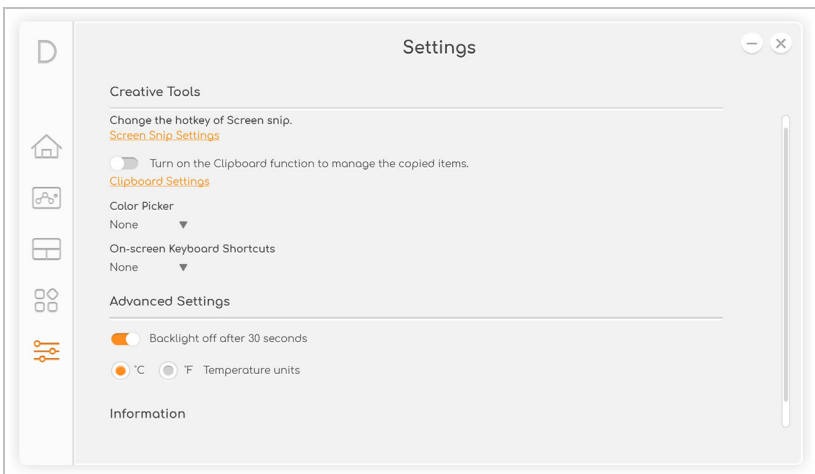 D
Settings
Creative Tools
Change the hotkey of Screen snip.
Screen Snip Settings
Turn on the Clipboard function to manage the copied items.
Clipboard Settings
Color Picker
None
On-screen Keyboard Shortcuts
None
Advanced Settings
Backlight off after 30 seconds
°C °F Temperature units
Information